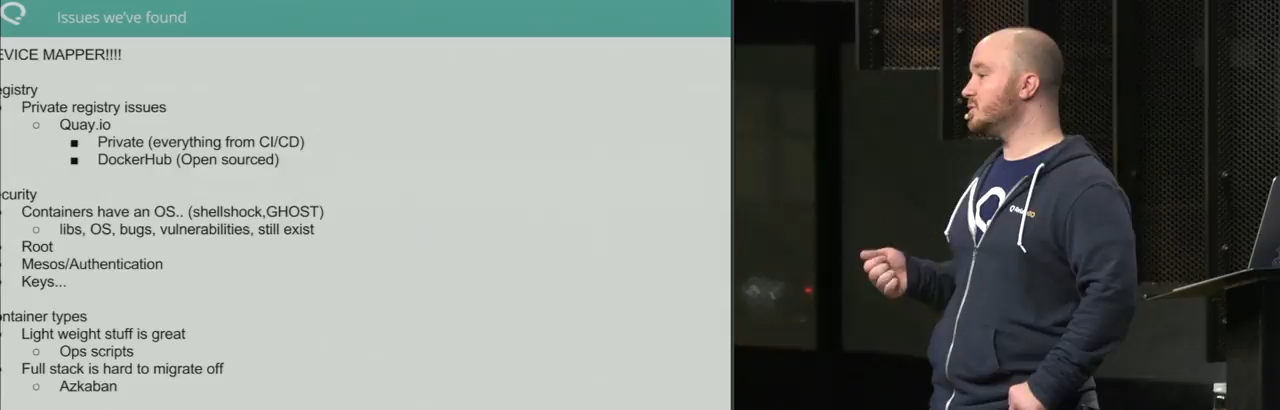 Issues we've found
EVICE MAPPER!!!!
egistry
Private registry issues
Quay.io
Private (everything from CI/CD)
DockerHub (Open sourced)
curity
Containers have an OS.. (shellshock,GHOST)
libs, OS, bugs, vulnerabilities, still exist
Root
Mesos/Authentication
Keys...
ntainer types
Light weight stuff is great
Ops scripts
Full stack is hard to migrate off
Azkaban